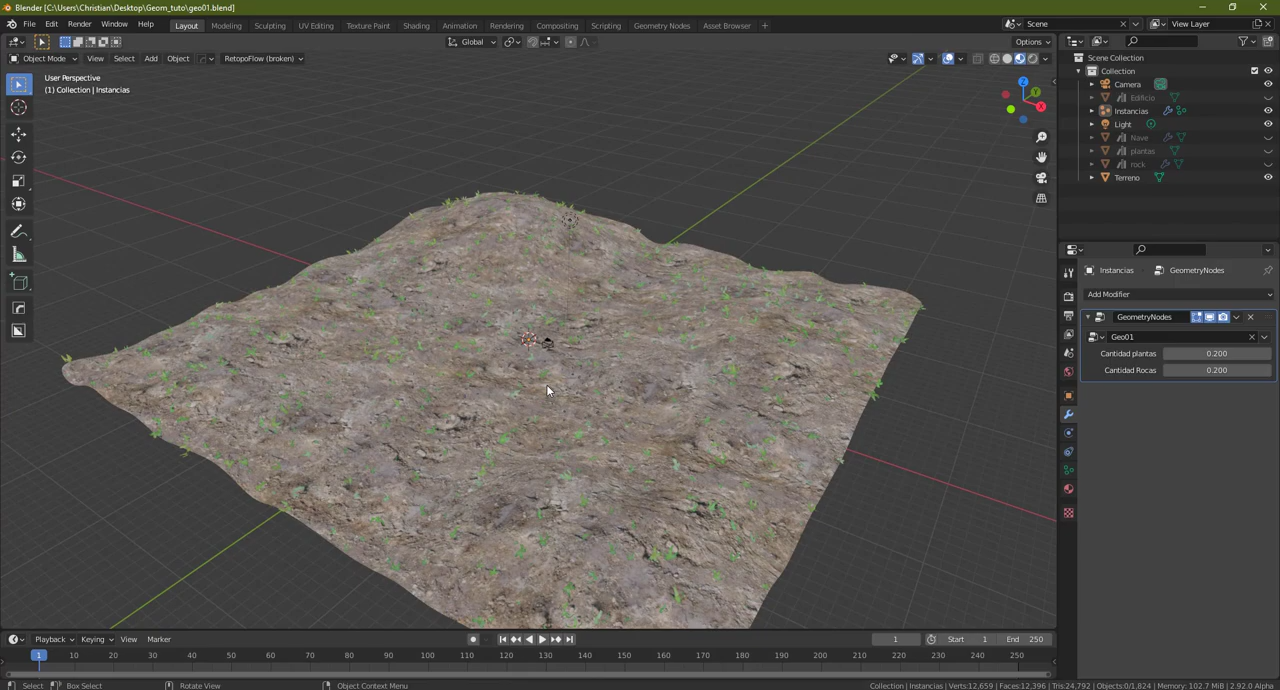 Blender [C:\Users\Christian\Desktop\Geom_tuto\geo01.blend]
File Edit Render Window Help Layout Modeling Sculpting UV Editing Texture Paint Shading Animation Rendering Compositing Scripting Geometry Nodes Asset Browser + Scene View Layer
Global Options
Object Mode View Select Add Object RetopoFlow (broken)
User Perspective
(1) Collection | Instancias
Z
Y
X
Scene Collection
Collection
Camera
Edificio
Instancias
Light
Nave
plantas
rock
Terreno
Instancias GeometryNodes
Add Modifier
GeometryNodes
Geo01
Cantidad plantas 0.200
Cantidad Rocas 0.200
Playback Keying View Marker 1 Start 1 End 250
1 10 20 30 40 50 60 70 80 90 100 110 120 130 140 150 160 170 180 190 200 210 220 230 240 250
Select Box Select Rotate View Object Context Menu Collection | Instancias | Verts:12,659 | Faces:12,396 | Tris:24,792 | Objects:0/1,824 | Memory: 102.7 MiB | 2.92.0 Alpha